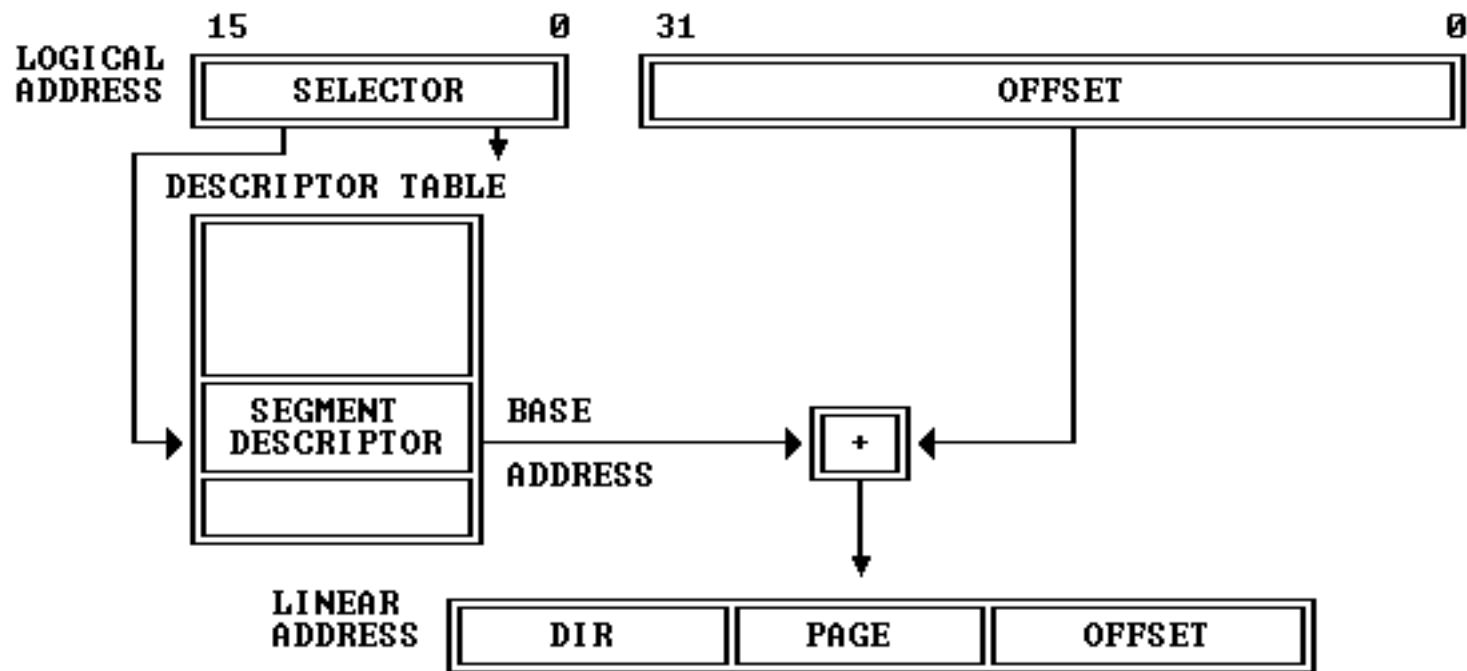 15 0 31 0
LOGICAL
ADDRESS
SELECTOR OFFSET
DESCRIPTOR TABLE
SEGMENT
DESCRIPTOR
BASE
ADDRESS
+
LINEAR
ADDRESS
DIR PAGE OFFSET